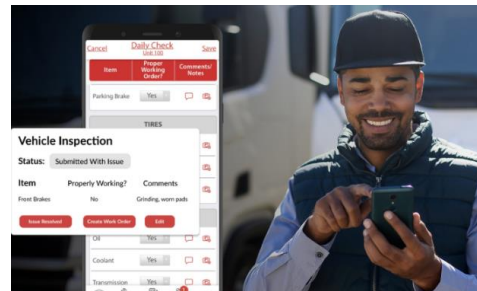 Cancel Daily Check Save
Unit 100
Item Proper Working Order? Comments/ Notes
Parking Brake Yes
TIRES
Vehicle Inspection
Status: Submitted With Issue
Item Properly Working? Comments
Front Brakes No Grinding, worn pads
Issue Resolved Create Work Order Edit
Oil Yes
Coolant Yes
Transmission Yes